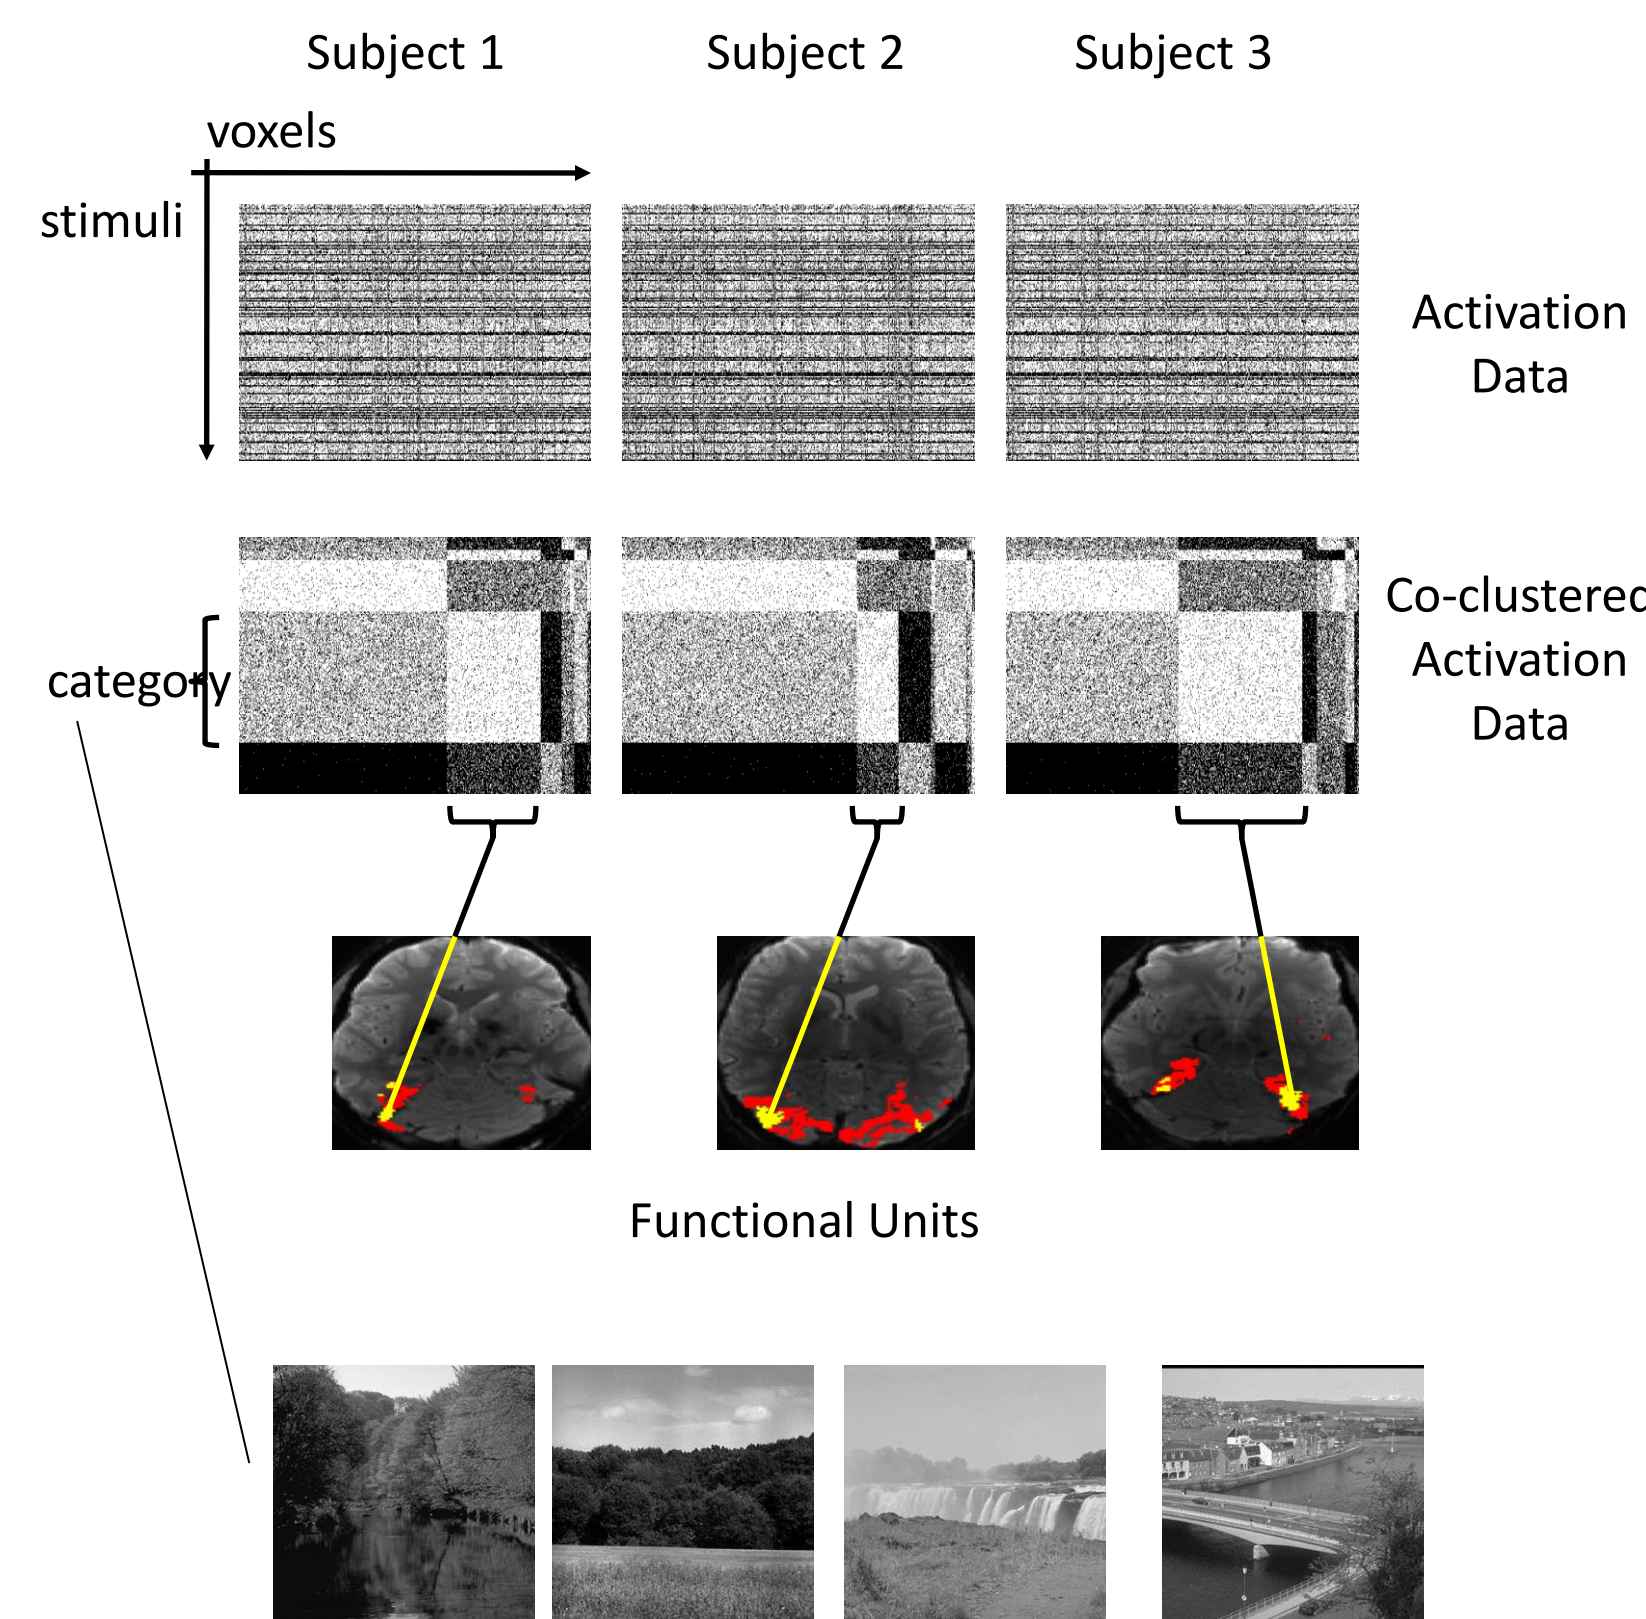 Subject 1
Subject 2
Subject 3
voxels
stimuli
Activation
Data
Co-clustered
Activation
Data
category
Functional Units